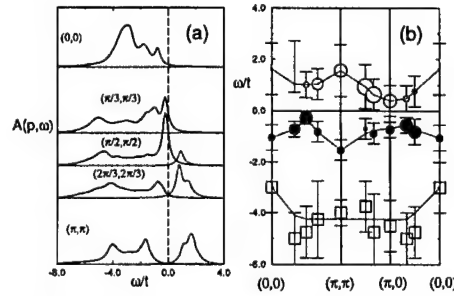 (a)
(0,0)
(π/3,π/3)
A(p,ω)
(π/2,π/2)
(2π/3,2π/3)
(π,π)
-8.0 -4.0 0.0 4.0
ω/t
(b)
ω/t
4.0
2.0
0.0
-2.0
-4.0
-6.0
(0,0) (π,π) (π,0) (0,0)